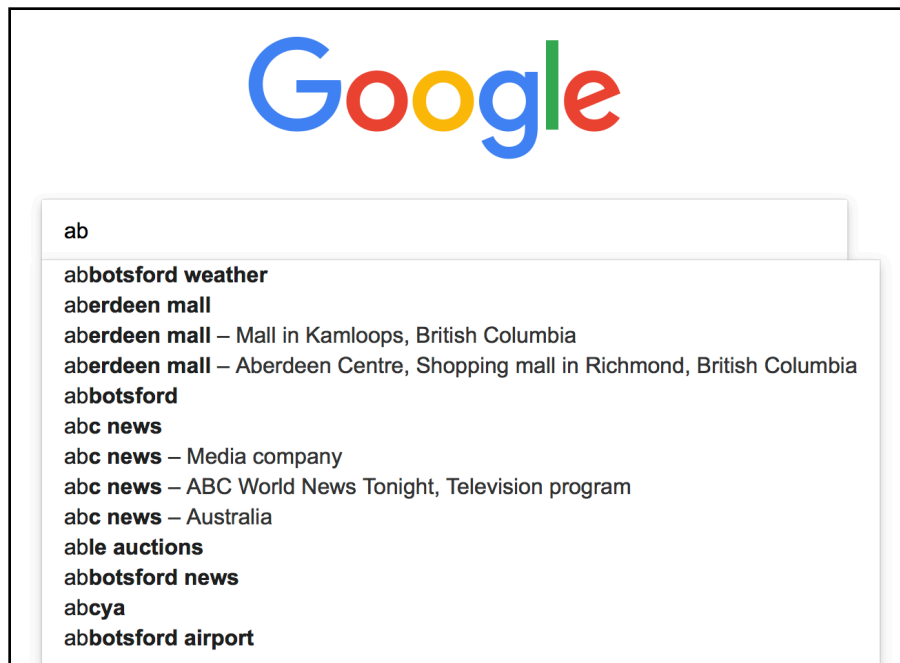 Google
ab
abbotsford weather
aberdeen mall
aberdeen mall – Mall in Kamloops, British Columbia
aberdeen mall – Aberdeen Centre, Shopping mall in Richmond, British Columbia
abbotsford
abc news
abc news – Media company
abc news – ABC World News Tonight, Television program
abc news – Australia
able auctions
abbotsford news
abcya
abbotsford airport